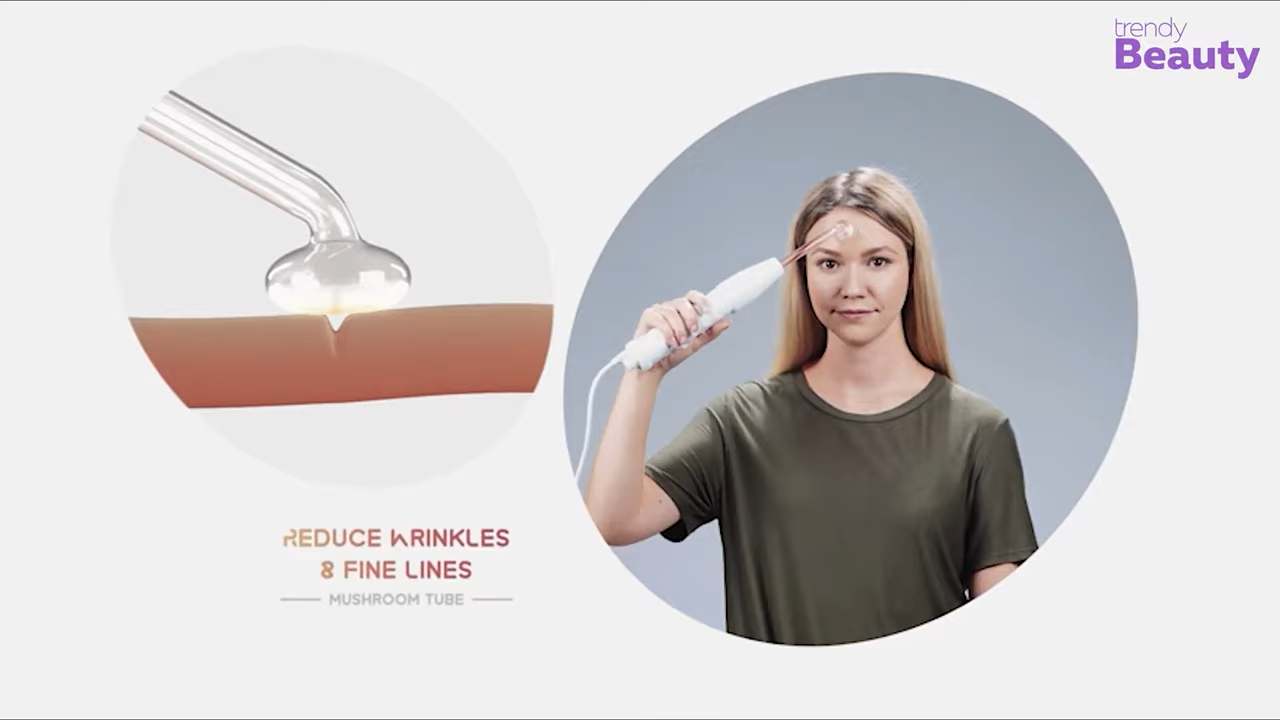 trendy
Beauty
REDUCE WRINKLES
& FINE LINES
MUSHROOM TUBE